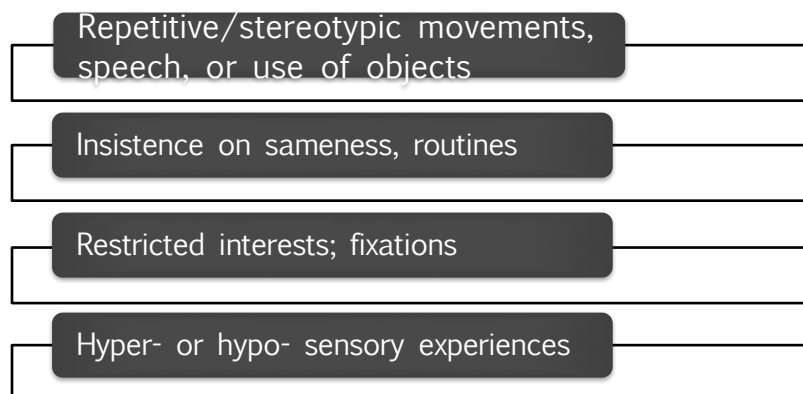 Repetitive/stereotypic movements,
speech, or use of objects
Insistence on sameness, routines
Restricted interests; fixations
Hyper- or hypo- sensory experiences